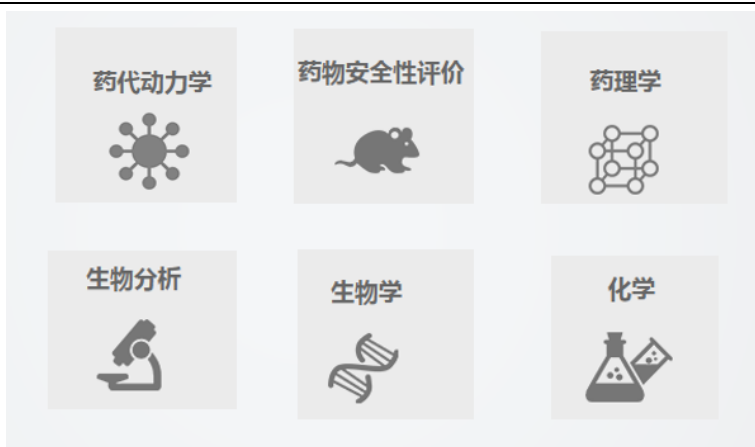 药代动力学
药物安全性评价
药理学
生物分析
生物学
化学